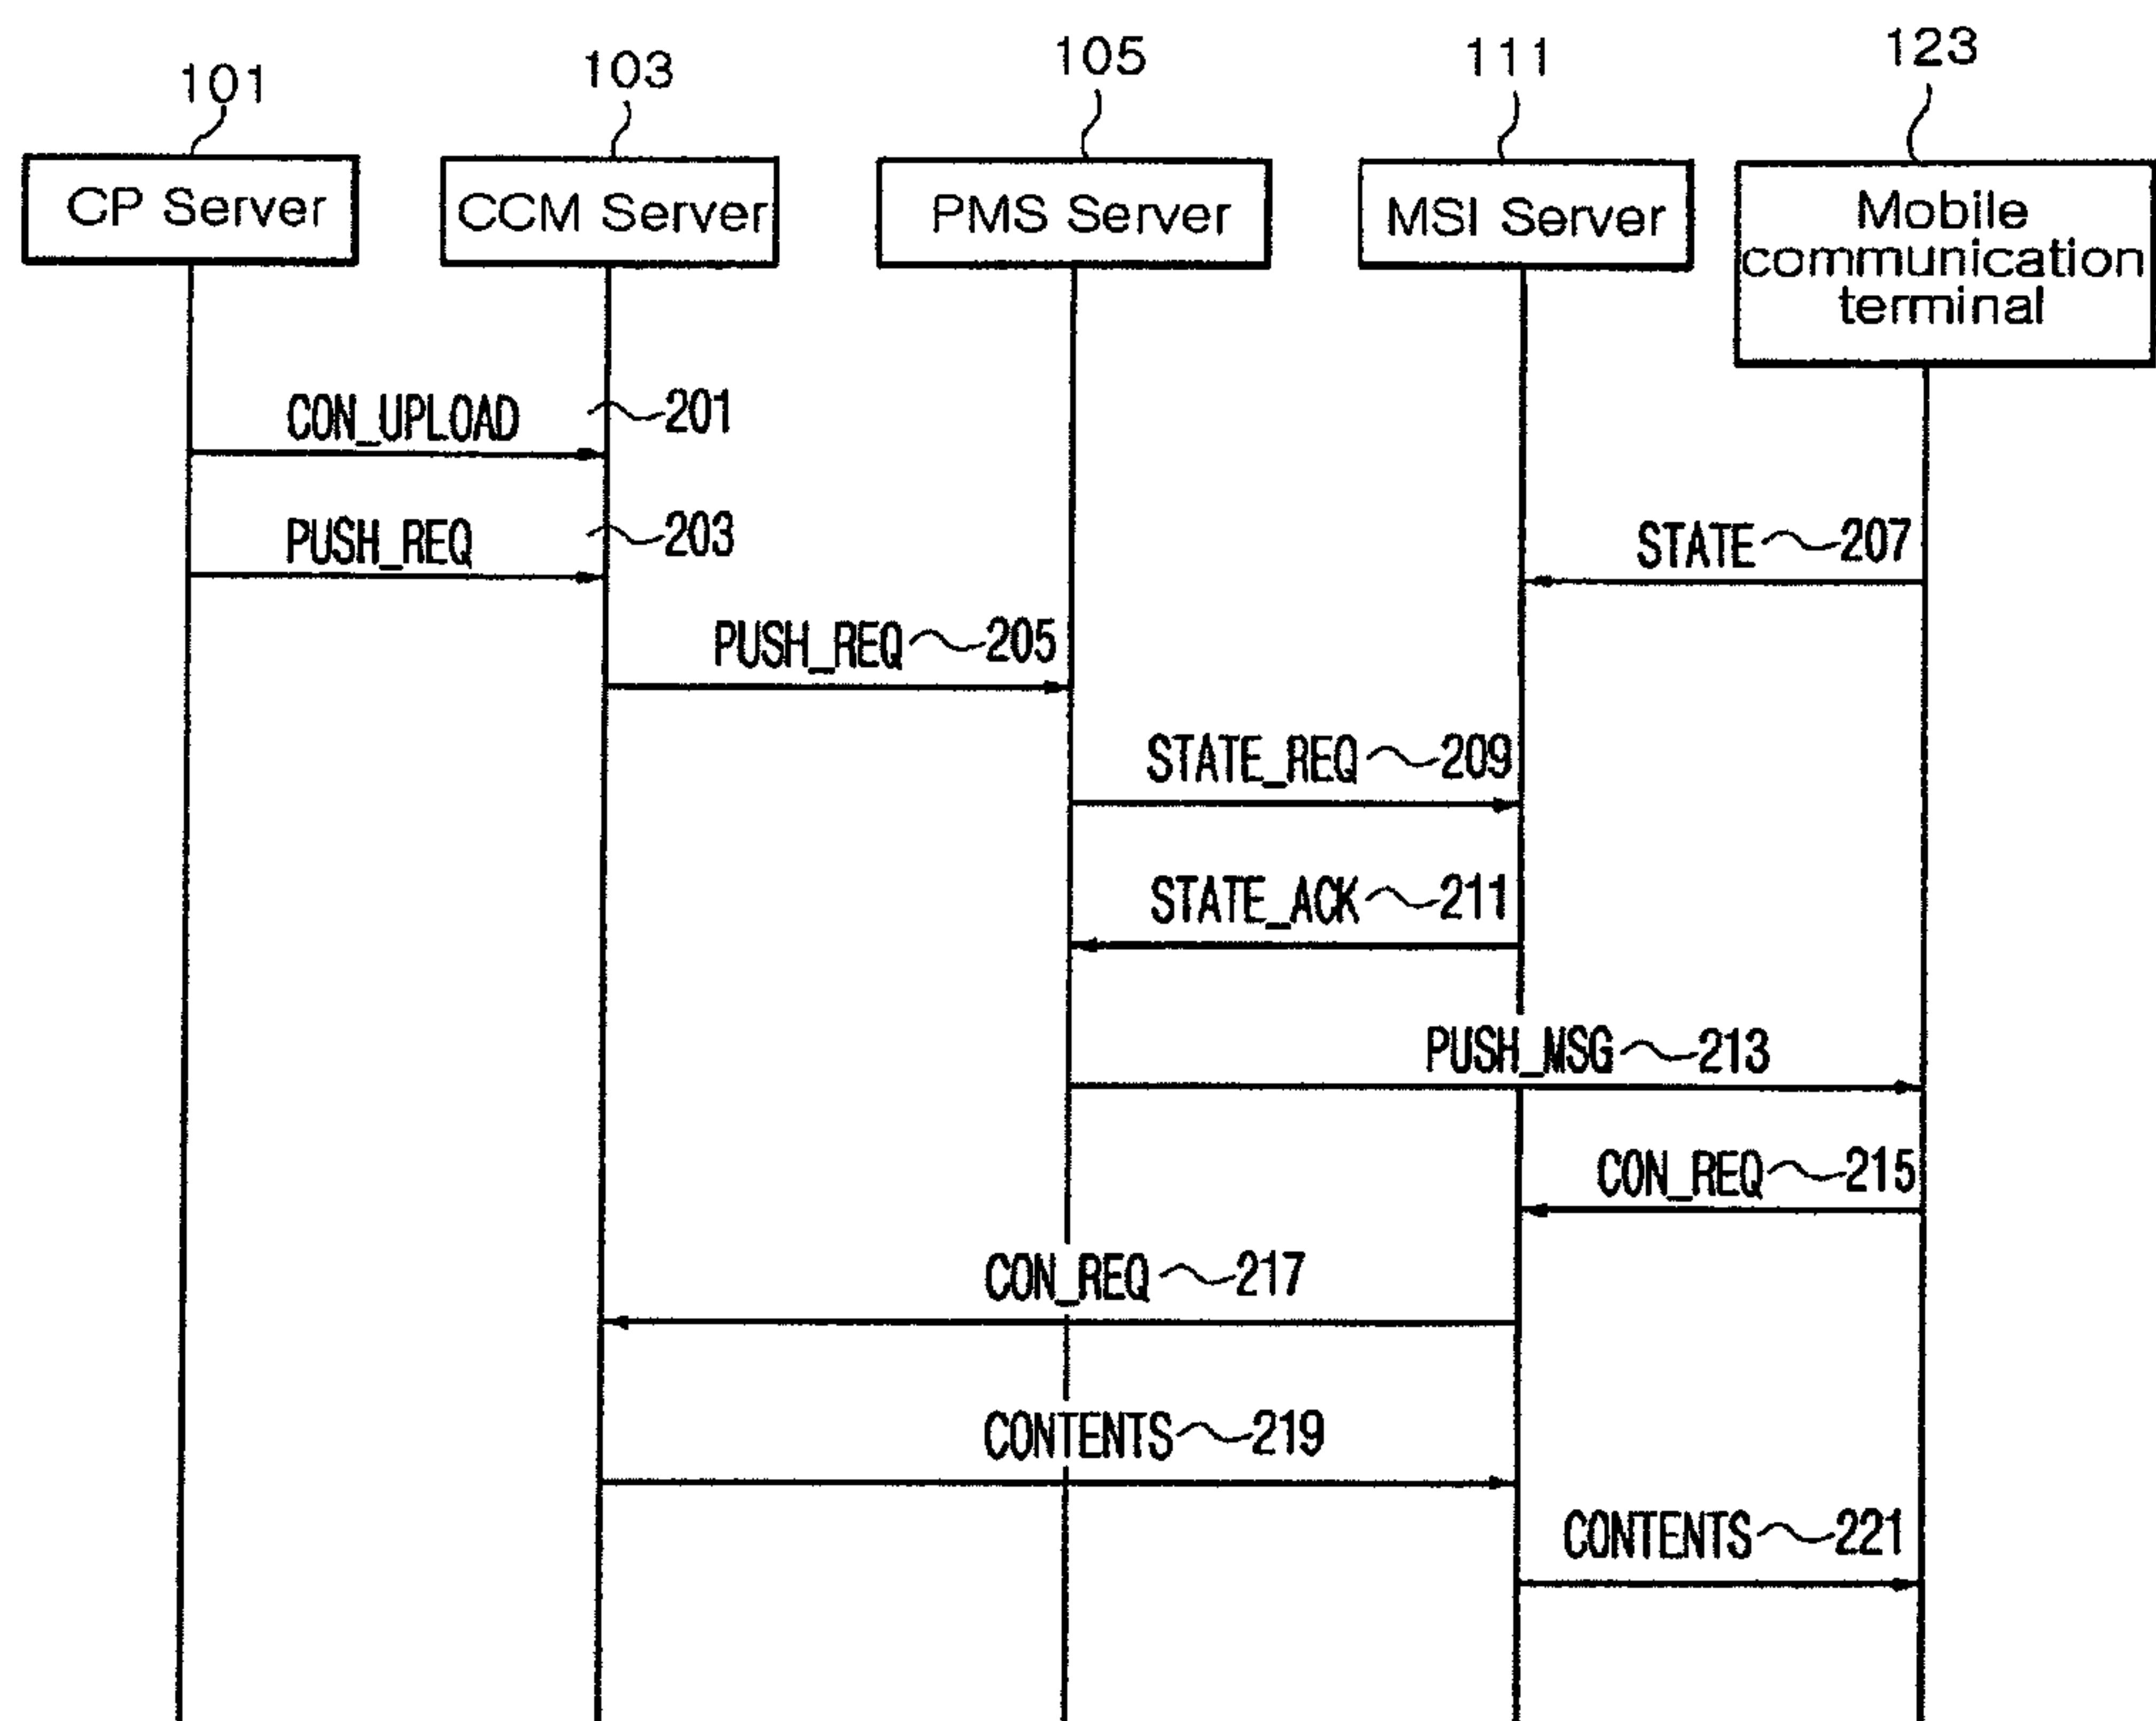 101
103
105
111
123
CP Server
CCM Server
PMS Server
MSI Server
Mobile
communication
terminal
CON_UPLOAD 201
PUSH_REQ 203
STATE 207
PUSH_REQ 205
STATE_REQ 209
STATE_ACK 211
PUSH_MSG 213
CON_REQ 215
CON_REQ 217
CONTENTS 219
CONTENTS 221